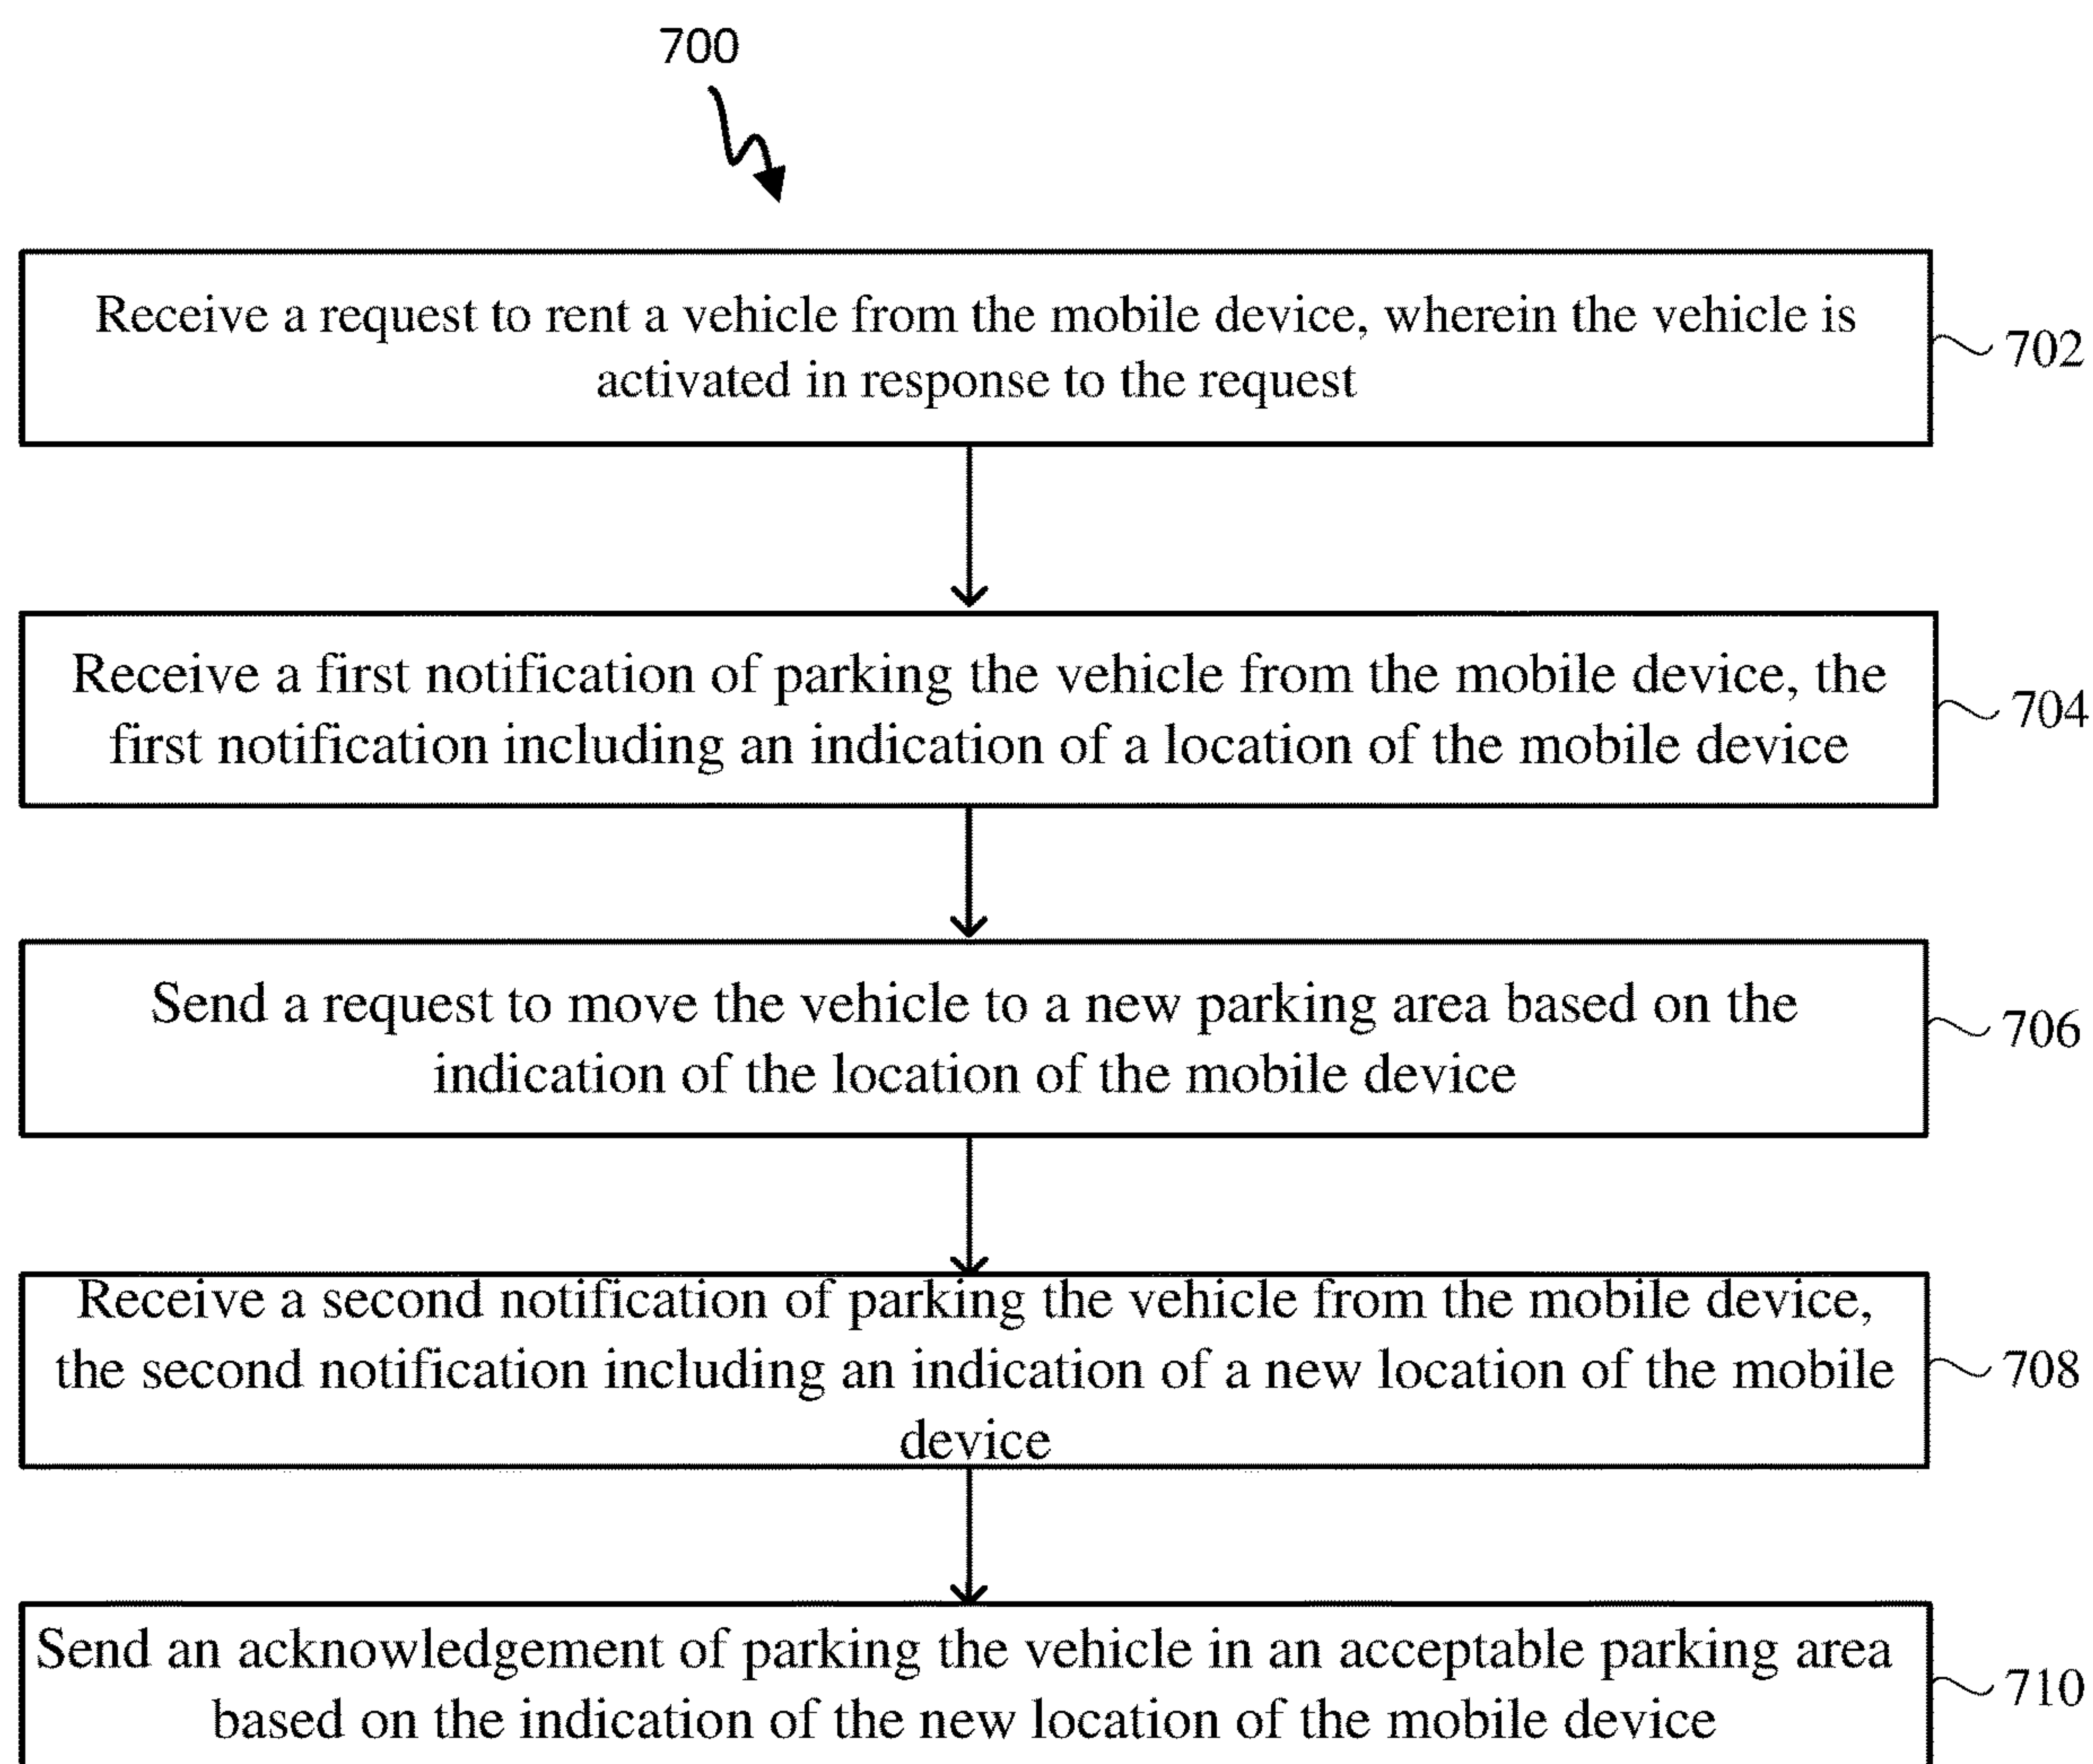 700
Receive a request to rent a vehicle from the mobile device, wherein the vehicle is
activated in response to the request
702
Receive a first notification of parking the vehicle from the mobile device, the
first notification including an indication of a location of the mobile device
704
Send a request to move the vehicle to a new parking area based on the
indication of the location of the mobile device
706
Receive a second notification of parking the vehicle from the mobile device,
the second notification including an indication of a new location of the mobile
device
708
Send an acknowledgement of parking the vehicle in an acceptable parking area
based on the indication of the new location of the mobile device
710